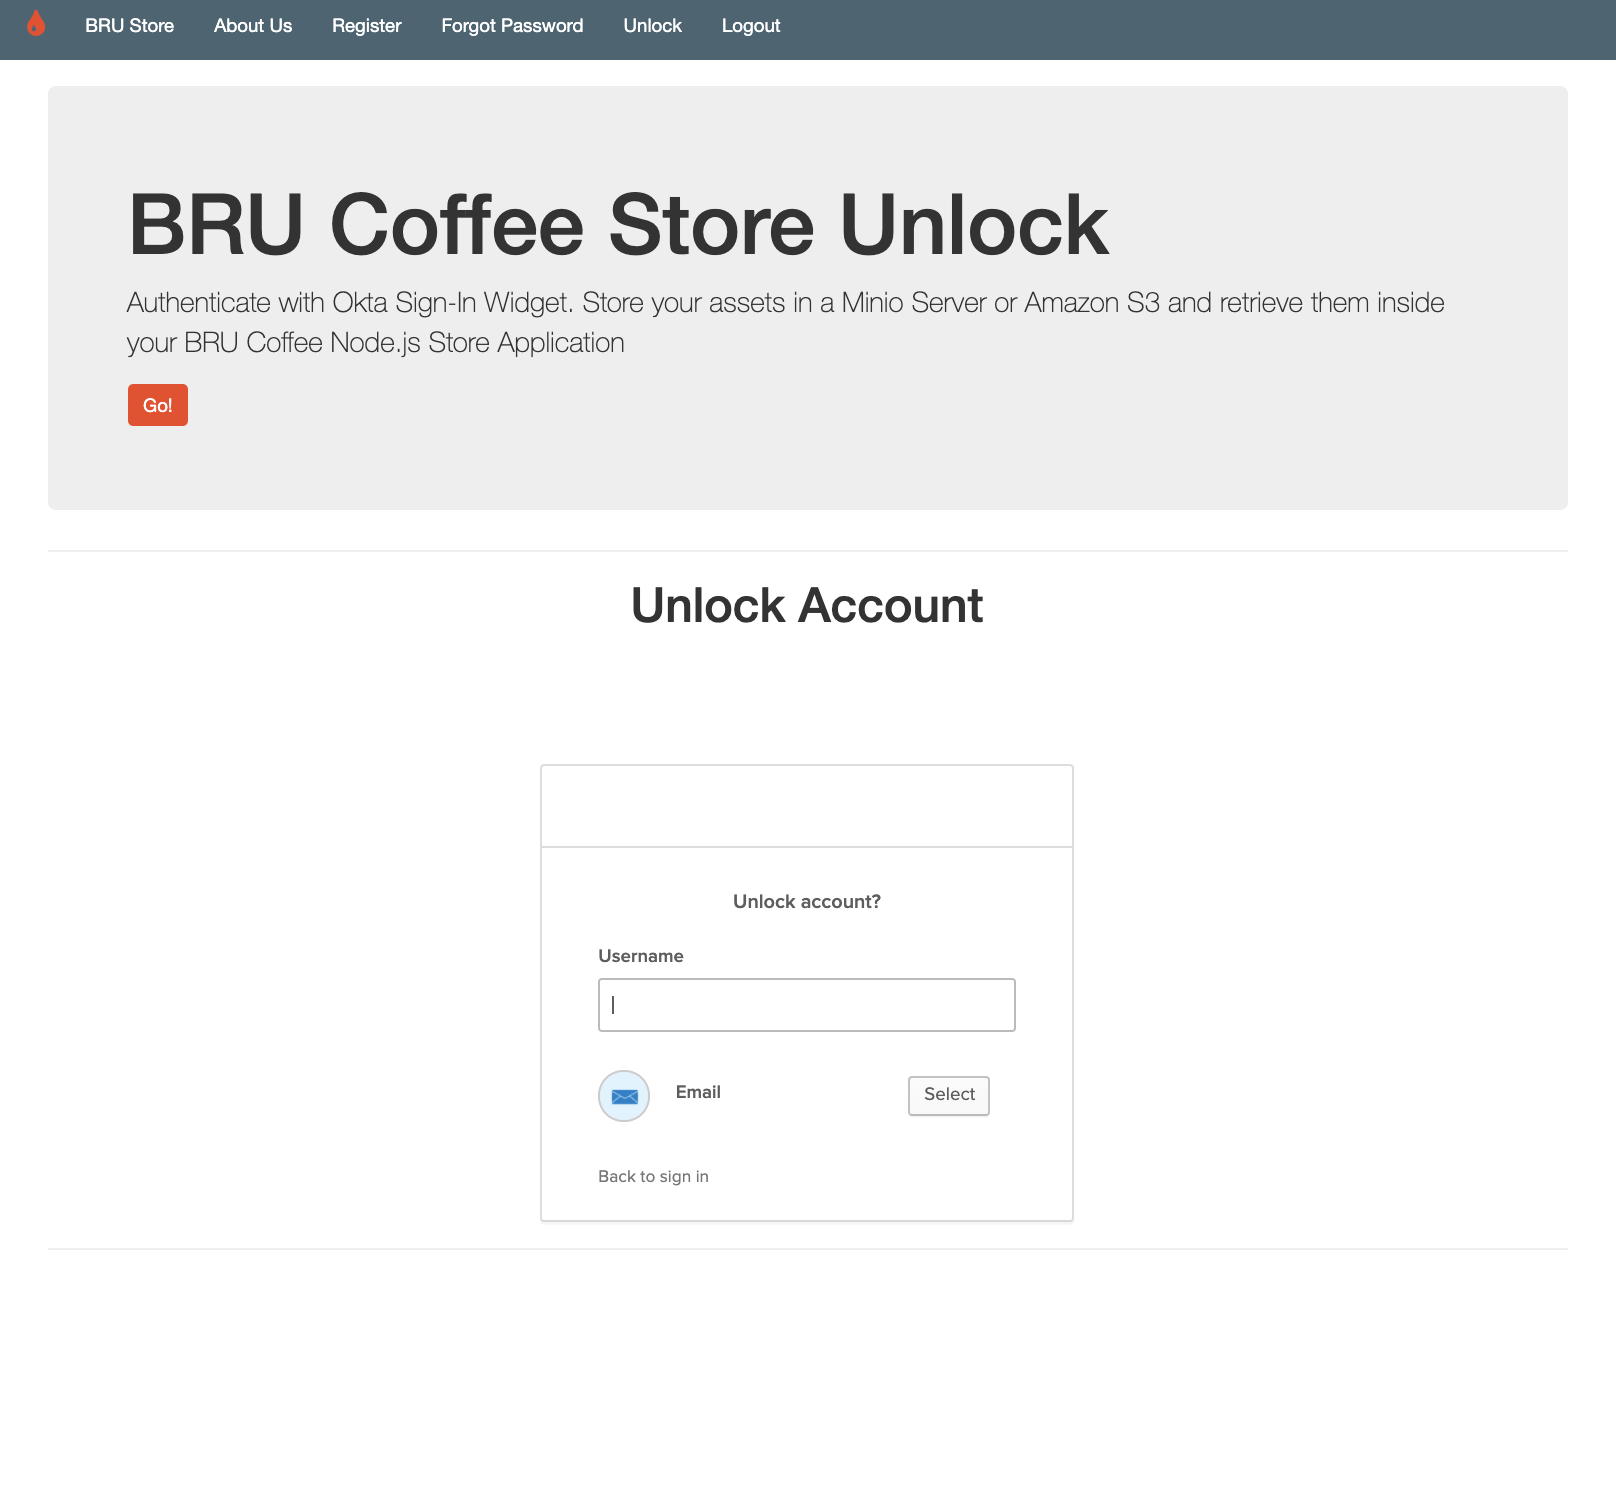 BRU Store About Us Register Forgot Password Unlock Logout
BRU Coffee Store Unlock
Authenticate with Okta Sign-In Widget. Store your assets in a Minio Server or Amazon S3 and retrieve them inside
your BRU Coffee Node.js Store Application
Go!
Unlock Account
Unlock account?
Username
Email Select
Back to sign in